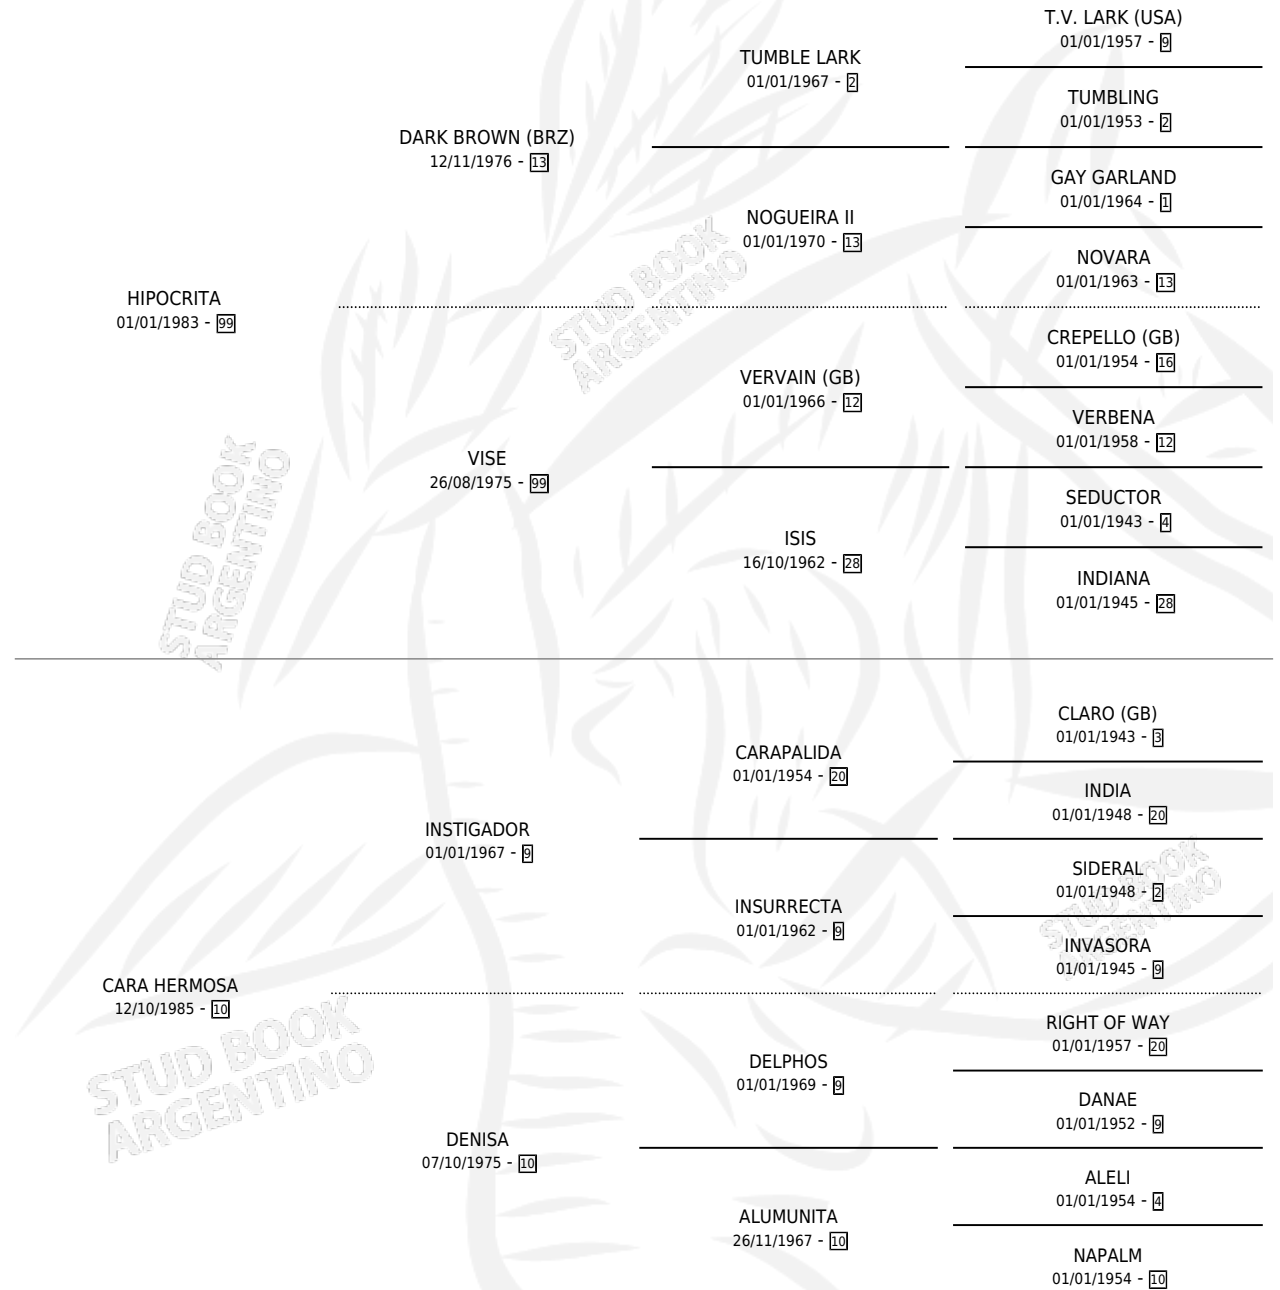 HIPOCRITA
01/01/1983 - 99
DARK BROWN (BRZ)
12/11/1976 - 13
VISE
26/08/1975 - 99
TUMBLE LARK
01/01/1967 - 2
NOGUEIRA II
01/01/1970 - 13
VERVAIN (GB)
01/01/1966 - 12
ISIS
16/10/1962 - 28
T.V. LARK (USA)
01/01/1957 - 9
TUMBLING
01/01/1953 - 2
GAY GARLAND
01/01/1964 - 1
NOVARA
01/01/1963 - 13
CREPELLO (GB)
01/01/1954 - 16
VERBENA
01/01/1958 - 12
SEDUCTOR
01/01/1943 - 4
INDIANA
01/01/1945 - 28
CARA HERMOSA
12/10/1985 - 10
INSTIGADOR
01/01/1967 - 9
DENISA
07/10/1975 - 10
CARAPALIDA
01/01/1954 - 20
INSURRECTA
01/01/1962 - 9
DELPHOS
01/01/1969 - 9
ALUMUNITA
26/11/1967 - 10
CLARO (GB)
01/01/1943 - 3
INDIA
01/01/1948 - 20
SIDERAL
01/01/1948 - 2
INVASORA
01/01/1945 - 9
RIGHT OF WAY
01/01/1957 - 20
DANAE
01/01/1952 - 9
ALELI
01/01/1954 - 4
NAPALM
01/01/1954 - 10
STUD BOOK
ARGENTINO
STUD BOOK
ARGENTINO
STUD BOOK
ARGENTINO
STUD BOOK
ARGENTINO